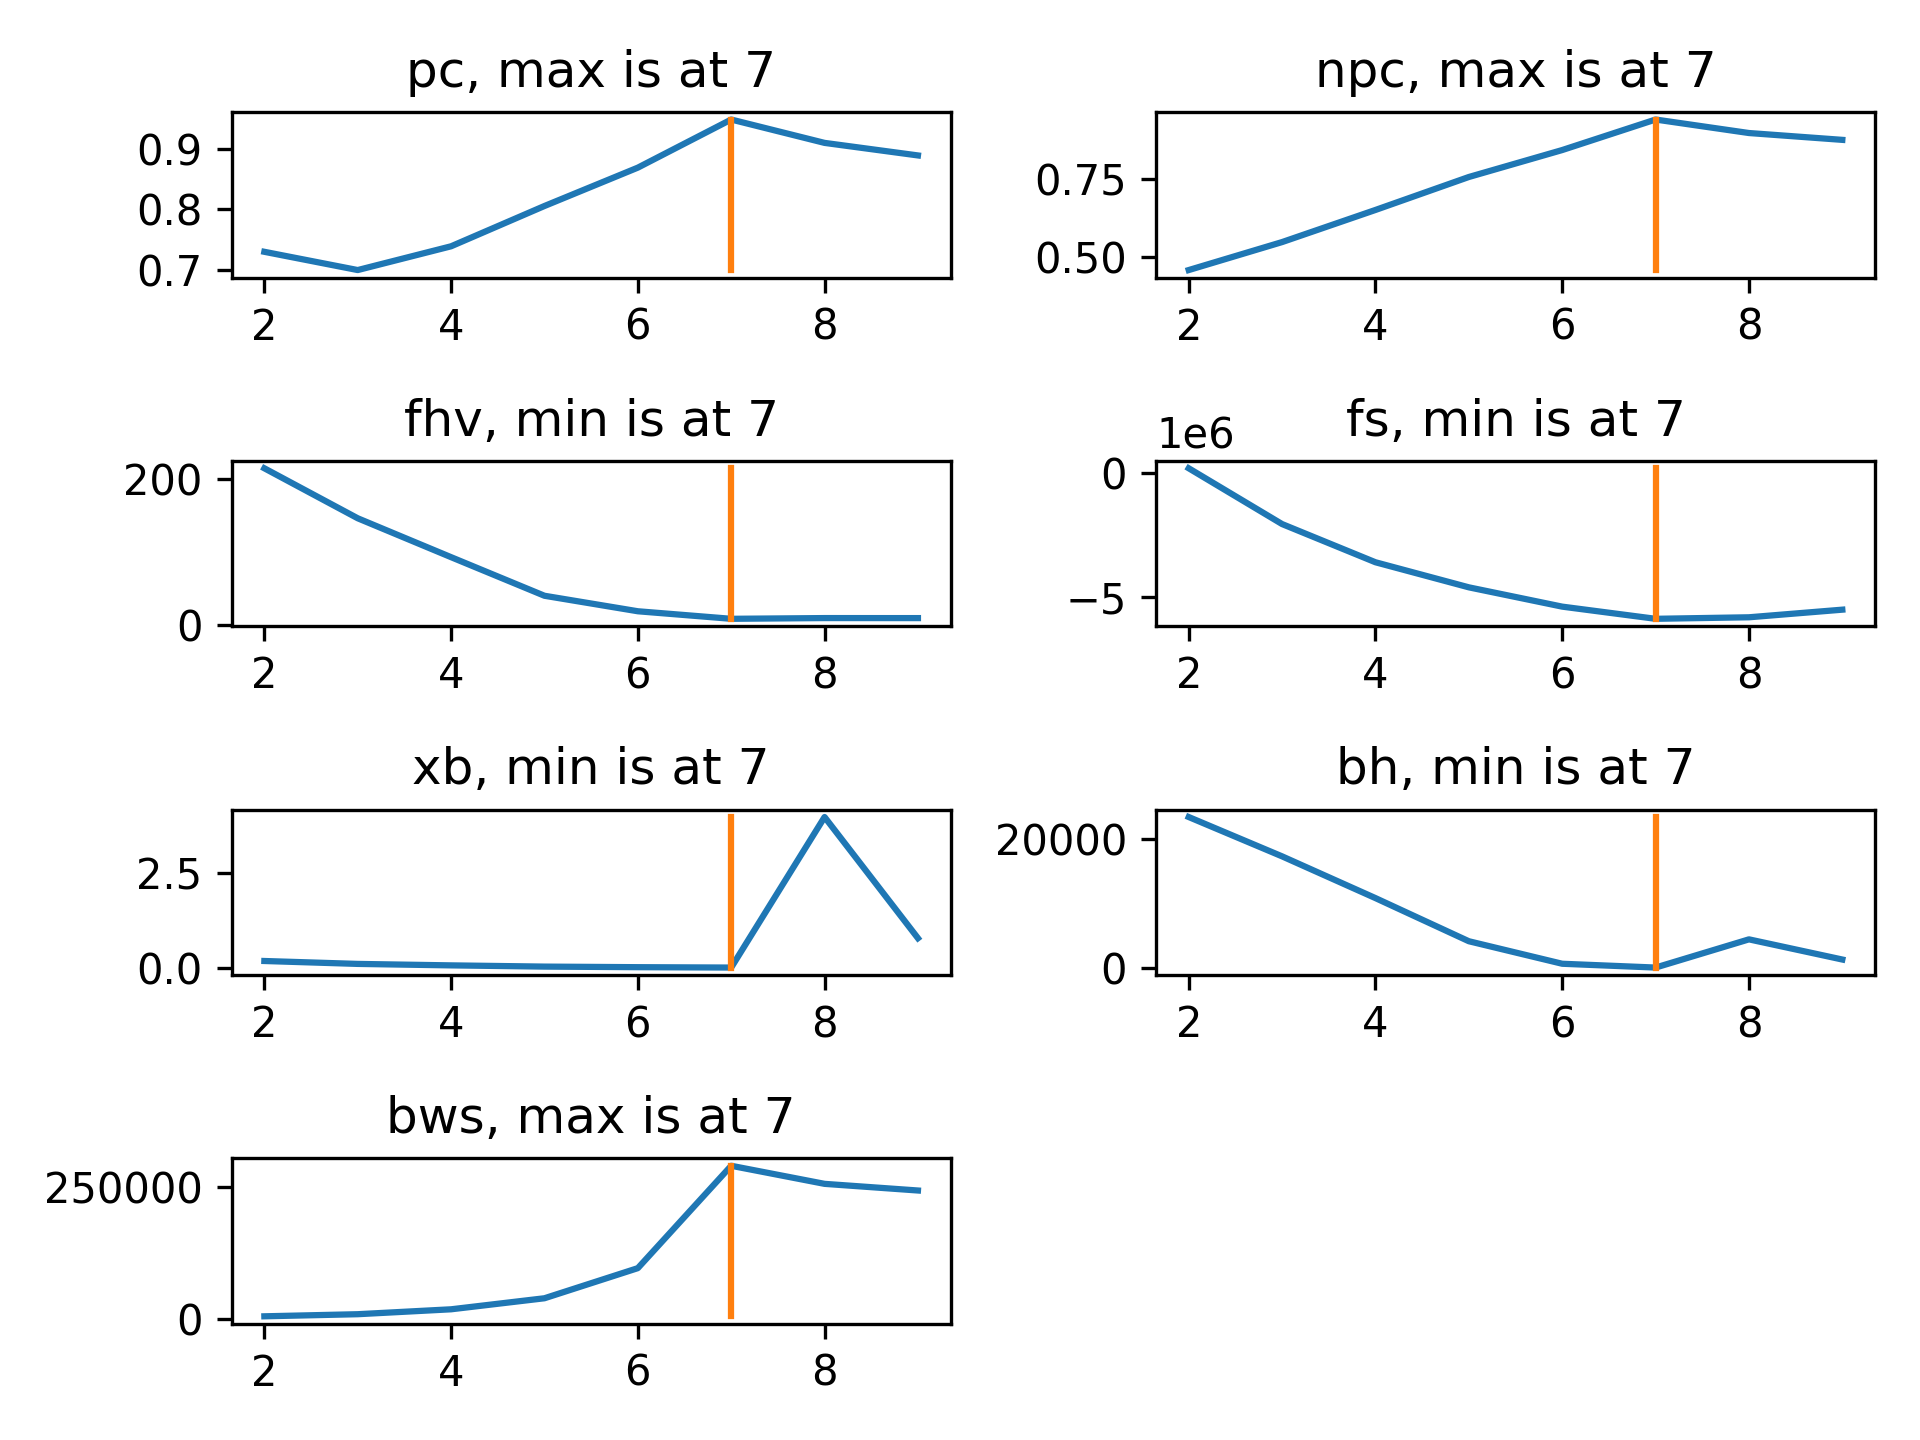 pc, max is at 7
0.9
0.8
0.7
2 4 6 8
npc, max is at 7
0.75
0.50
2 4 6 8
fhv, min is at 7
200
0
2 4 6 8
fs, min is at 7
1e6
0
−5
2 4 6 8
xb, min is at 7
2.5
0.0
2 4 6 8
bh, min is at 7
20000
0
2 4 6 8
bws, max is at 7
250000
0
2 4 6 8